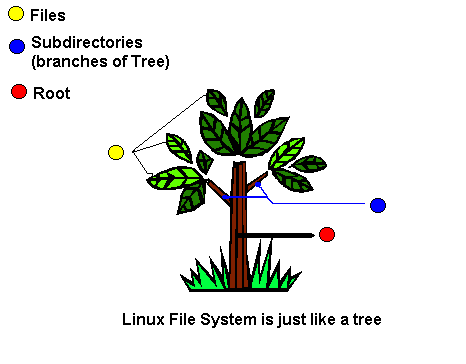 Files
Subdirectories
(branches of Tree)
Root
Linux File System is just like a tree